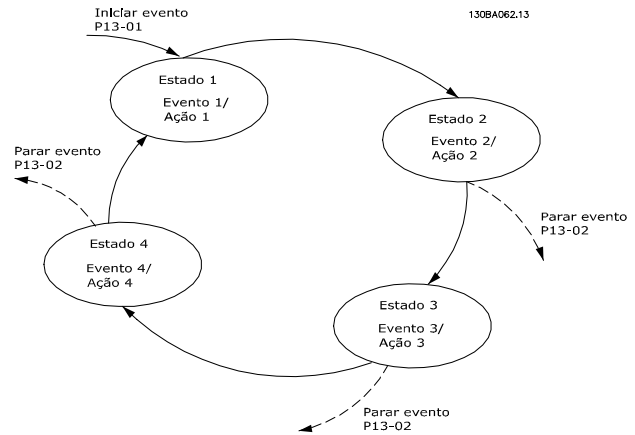 Iniciar evento
P13-01
130BA062.13
Estado 1
Evento 1/
Ação 1
Estado 2
Evento 2/
Ação 2
Parar evento
P13-02
Parar evento
P13-02
Estado 4
Evento 4/
Ação 4
Estado 3
Evento 3/
Ação 3
Parar evento
P13-02